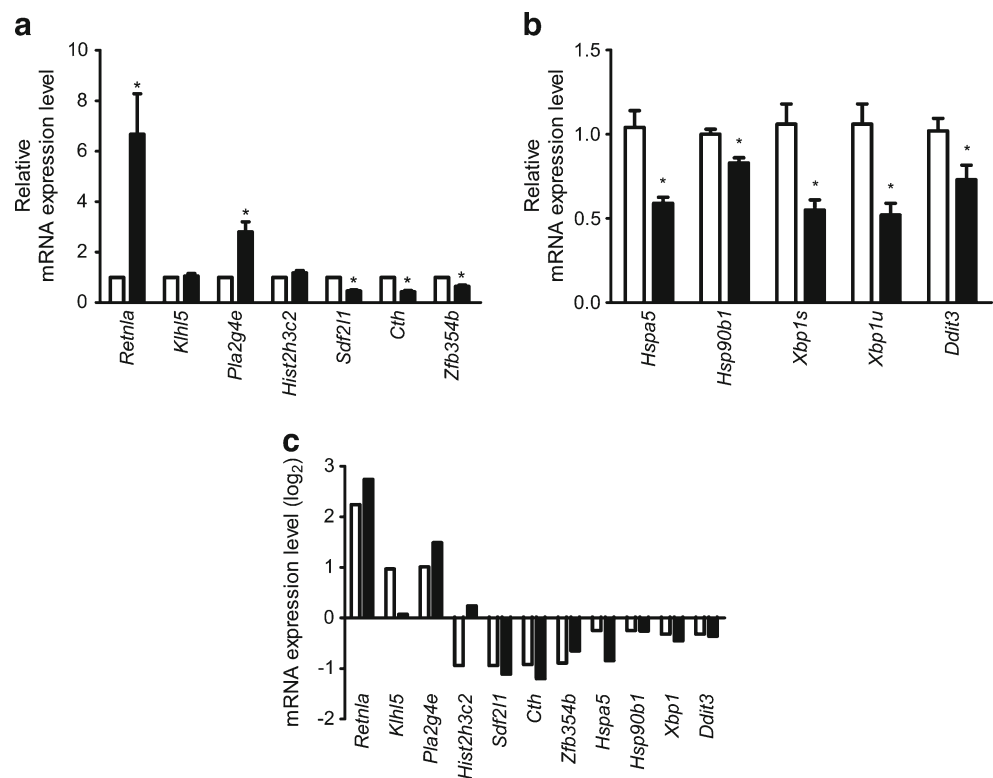 a
Relative
mRNA expression level
10
8
6
4
2
0
*
*
*
*
*
Retnla
Klhl5
Pla2g4e
Hist2h3c2
Sdf2l1
Cth
Zfb354b
b
Relative
mRNA expression level
1.5
1.0
0.5
0.0
*
*
*
*
*
Hspa5
Hsp90b1
Xbp1s
Xbp1u
Ddit3
c
mRNA expression level (log₂)
3
2
1
0
-1
-2
Retnla
Klhl5
Pla2g4e
Hist2h3c2
Sdf2l1
Cth
Zfb354b
Hspa5
Hsp90b1
Xbp1
Ddit3